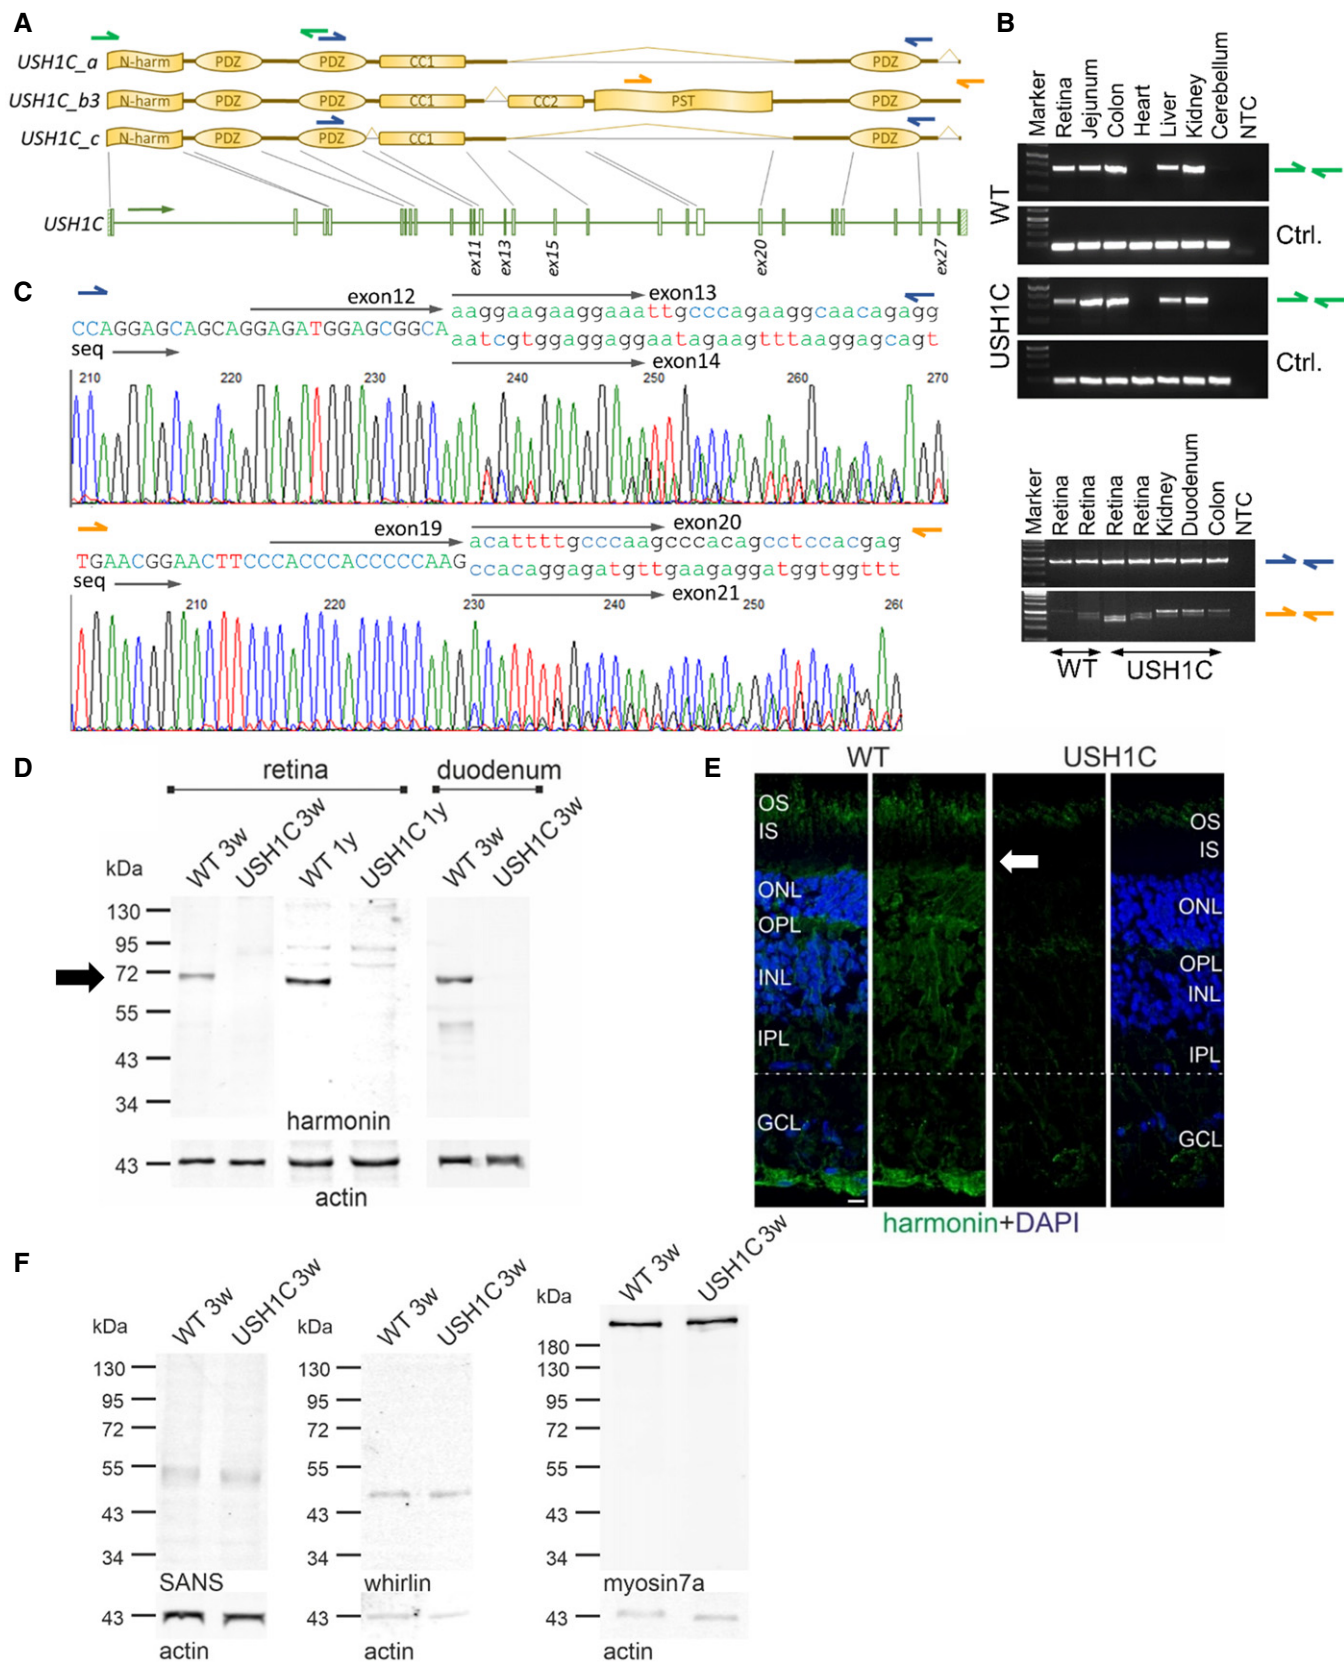 A
USH1C_a N-harm PDZ PDZ CC1 PDZ
USH1C_b3 N-harm PDZ PDZ CC1 CC2 PST PDZ
USH1C_c N-harm PDZ PDZ CC1 PDZ
USH1C
ex11 ex13 ex15 ex20 ex27
B
Marker Retina Jejunum Colon Heart Liver Kidney Cerebellum NTC
WT
Ctrl.
USH1C
Ctrl.
Marker Retina Retina Retina Retina Kidney Duodenum Colon NTC
WT USH1C
C
exon12 exon13
CCAGGAGCAGCAGGAGATGGAGCGGCA aaggaagaaggaaattgcccagaaggcaacagagg
aatcgtggaggaggaatagaagtttaaggagcagt
seq exon14
210 220 230 240 250 260 270
exon19 exon20
TGAACGGAACTTCCCACCCACCCCCAAG acattttgcccaagcccacagcctccacgag
ccacaggagatgttgaagaggatggtggttt
seq exon21
210 220 230 240 250 260
D
retina duodenum
kDa WT 3w USH1C 3w WT 1y USH1C 1y WT 3w USH1C 3w
130
95
72
55
43
34
harmonin
43
actin
E
WT USH1C
OS
IS
ONL
OPL
INL
IPL
GCL
OS
IS
ONL
OPL
INL
IPL
GCL
harmonin+DAPI
F
kDa WT 3w USH1C 3w
130
95
72
55
43
34
SANS
43
actin
kDa WT 3w USH1C 3w
130
95
72
55
43
34
whirlin
43
actin
kDa WT 3w USH1C 3w
180
130
95
72
55
43
34
myosin7a
43
actin